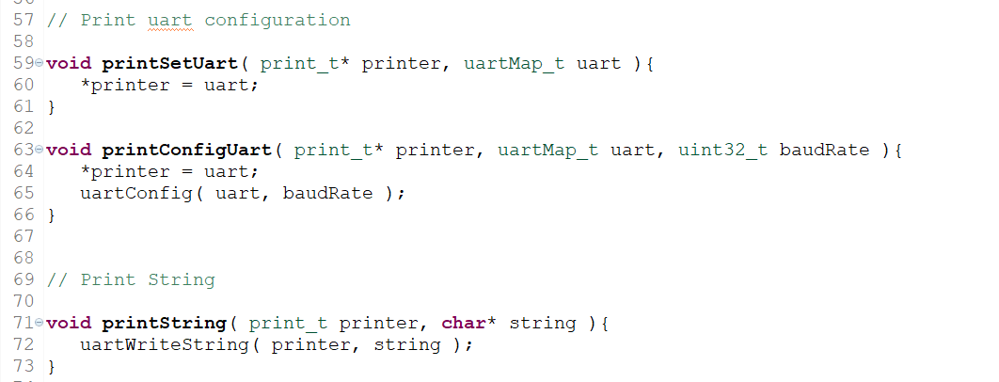 57 // Print uart configuration
58
59 void printSetUart( print_t* printer, uartMap_t uart ){
60    *printer = uart;
61 }
62
63 void printConfigUart( print_t* printer, uartMap_t uart, uint32_t baudRate ){
64    *printer = uart;
65    uartConfig( uart, baudRate );
66 }
67
68
69 // Print String
70
71 void printString( print_t printer, char* string ){
72    uartWriteString( printer, string );
73 }